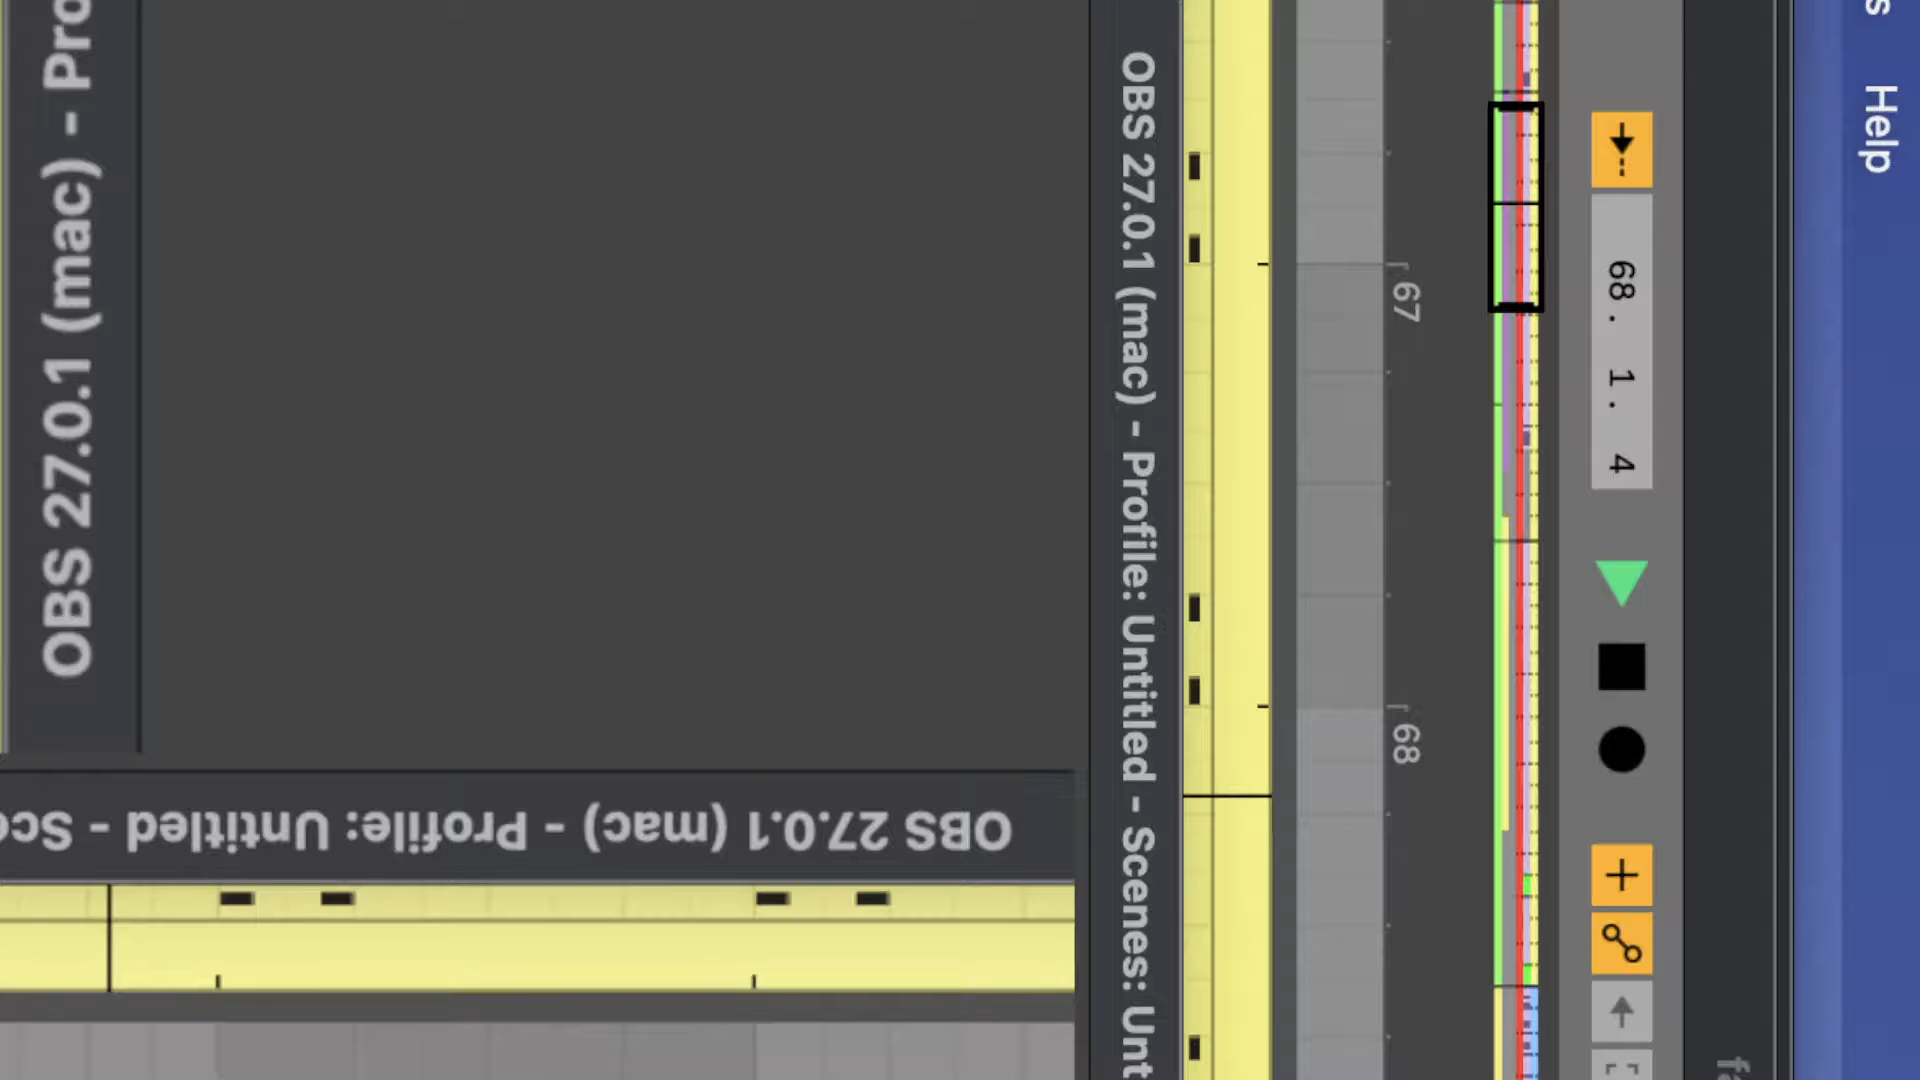 s Help
68. 1. 4
67
68
OBS 27.0.1 (mac) - Profile: Untitled - Scenes: Unt
OBS 27.0.1 (mac) - Pro
OBS 27.0.1 (mac) - Profile: Untitled - Sce